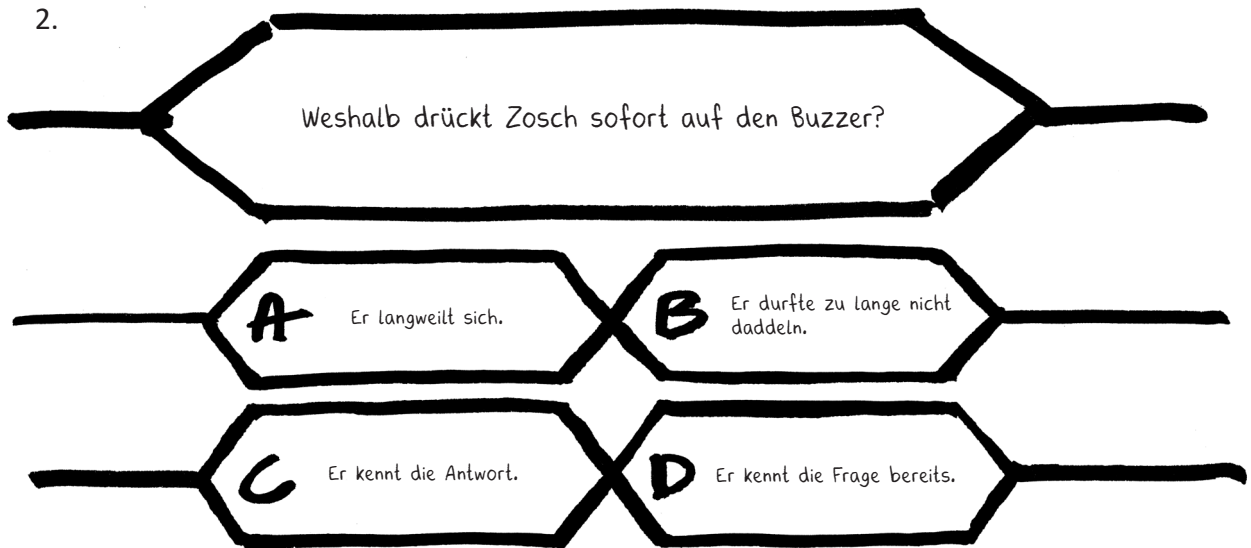 2.
Weshalb drückt Zosch sofort auf den Buzzer?
A Er langweilt sich.
B Er durfte zu lange nicht
daddeln.
C Er kennt die Antwort.
D Er kennt die Frage bereits.